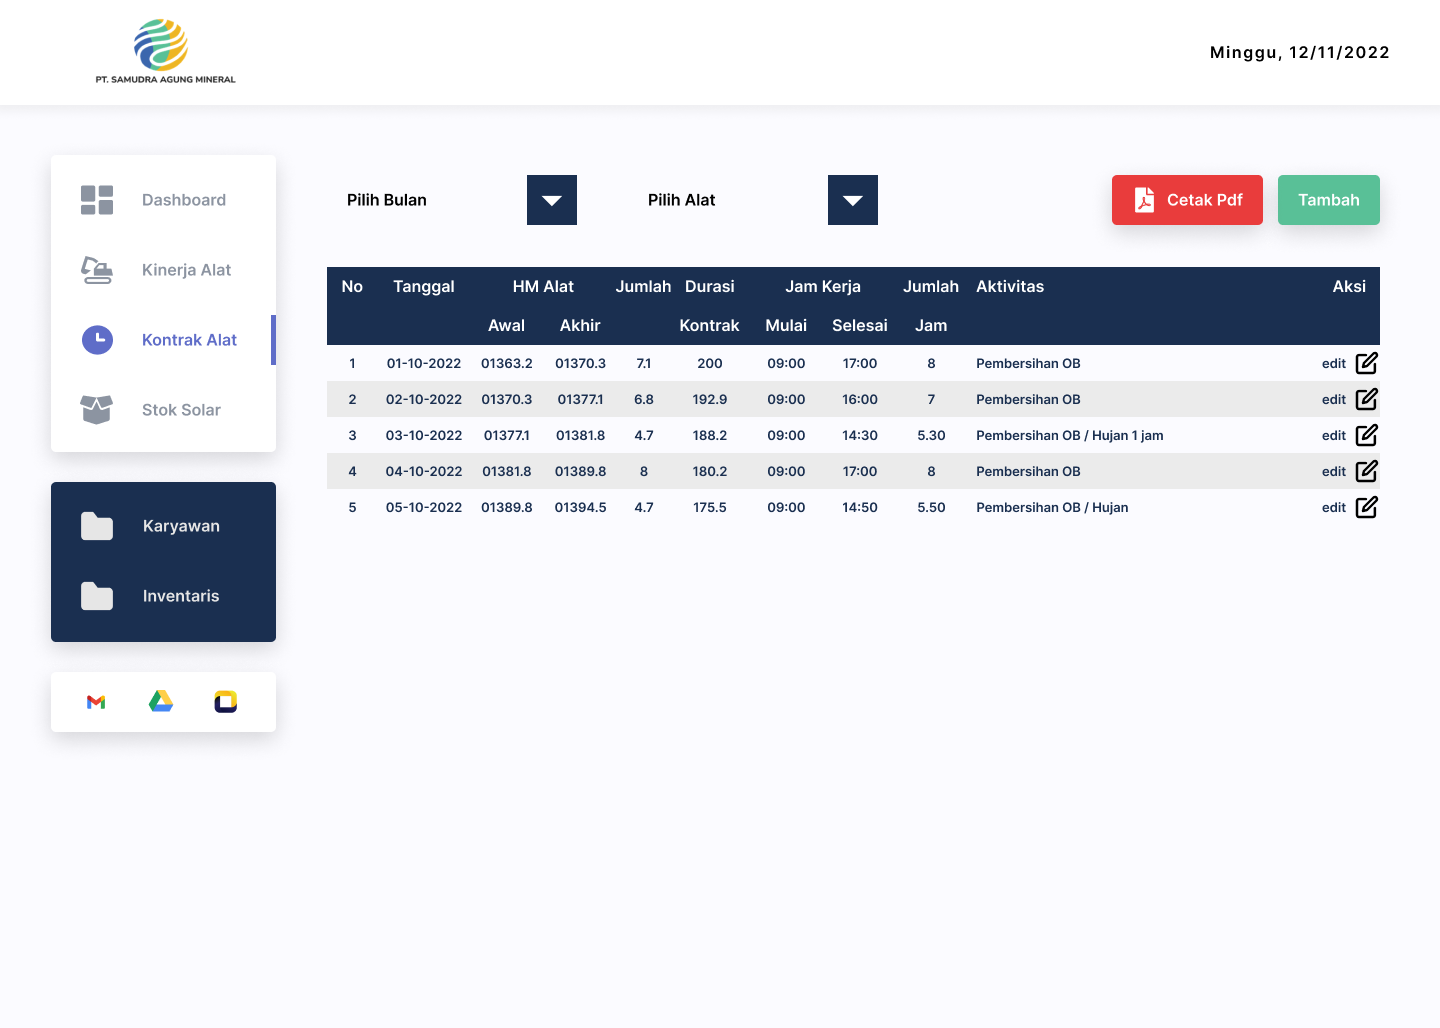 PT. SAMUDRA AGUNG MINERAL
Minggu, 12/11/2022
Dashboard
Kinerja Alat
Kontrak Alat
Stok Solar
Karyawan
Inventaris
Pilih Bulan
Pilih Alat
Cetak Pdf
Tambah
No Tanggal HM Alat Jumlah Durasi Jam Kerja Jumlah Aktivitas Aksi
Awal Akhir Kontrak Mulai Selesai Jam
1 01-10-2022 01363.2 01370.3 7.1 200 09:00 17:00 8 Pembersihan OB edit
2 02-10-2022 01370.3 01377.1 6.8 192.9 09:00 16:00 7 Pembersihan OB edit
3 03-10-2022 01377.1 01381.8 4.7 188.2 09:00 14:30 5.30 Pembersihan OB / Hujan 1 jam edit
4 04-10-2022 01381.8 01389.8 8 180.2 09:00 17:00 8 Pembersihan OB edit
5 05-10-2022 01389.8 01394.5 4.7 175.5 09:00 14:50 5.50 Pembersihan OB / Hujan edit